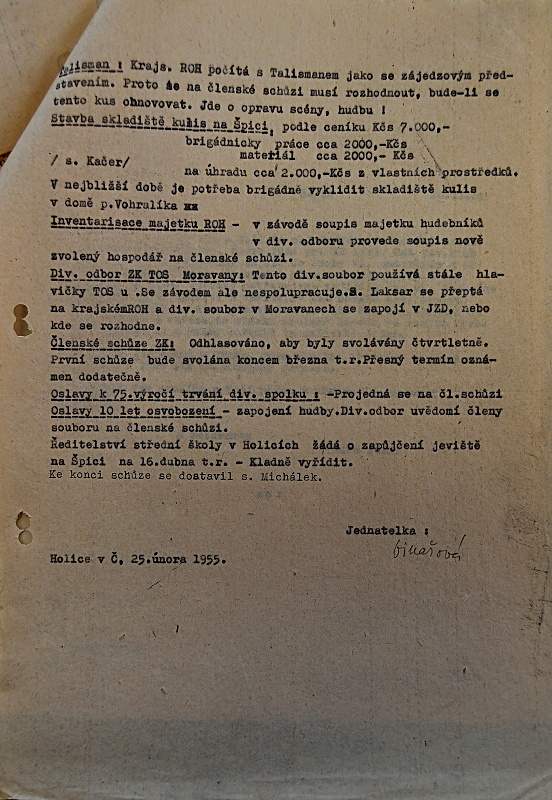 Talisman : Krajs. ROH počítá s Talismanem jako se zájezdovým před-
stavením. Proto se na členské schůzi musí rozhodnout, bude-li se
tento kus obnovovat. Jde o opravu scény, hudbu !
Stavba skladiště kulis na Špici, podle ceníku Kčs 7.000,-
brigádnicky práce cca 2000,-Kčs
materiál cca 2000,- Kčs
/ s. Kačer/
na úhradu cca 2.000,-Kčs z vlastních prostředků.
V nejbližší době je potřeba brigádně vyklidit skladiště kulis
v domě p.Vohralíka xx
Inventarisace majetku ROH - v závodě soupis majetku hudebníků
v div. odboru provede soupis nově
zvolený hospodář na členské schůzi.
Div. odbor ZK TOS Moravany: Tento div.soubor používá stále hla-
vičky TOS u .Se závodem ale nespolupracuje.S. Laksar se přeptá
na krajskémROH a div. soubor v Moravanech se zapojí v JZD, nebo
kde se rozhodne.
Členské schůze ZK: Odhlasováno, aby byly svolávány čtvrtletně.
První schůze bude svolána koncem března t.r.Přesný termín ozná-
men dodatečně.
Oslavy k 75.výročí trvání div. spolku : -Projedná se na čl.schůzi
Oslavy 10 let osvobození - zapojení hudby.Div.odbor uvědomí členy
souboru na členské schůzi.
Ředitelství střední školy v Holicích žádá o zapůjčení jeviště
na Špici na 16.dubna t.r. - Kladně vyřídit.
Ke konci schůze se dostavil s. Michálek.
Jednatelka :
Holice v Č, 25.února 1955.